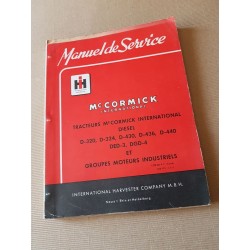 Manuel de Service
IH
McCORMICK
INTERNATIONAL
TRACTEURS McCORMICK INTERNATIONAL
DIESEL
D-320, D-324, D-430, D-436, D-440
DED-3, DGD-4
ET
GROUPES MOTEURS INDUSTRIELS
INTERNATIONAL HARVESTER COMPANY M.B.H.